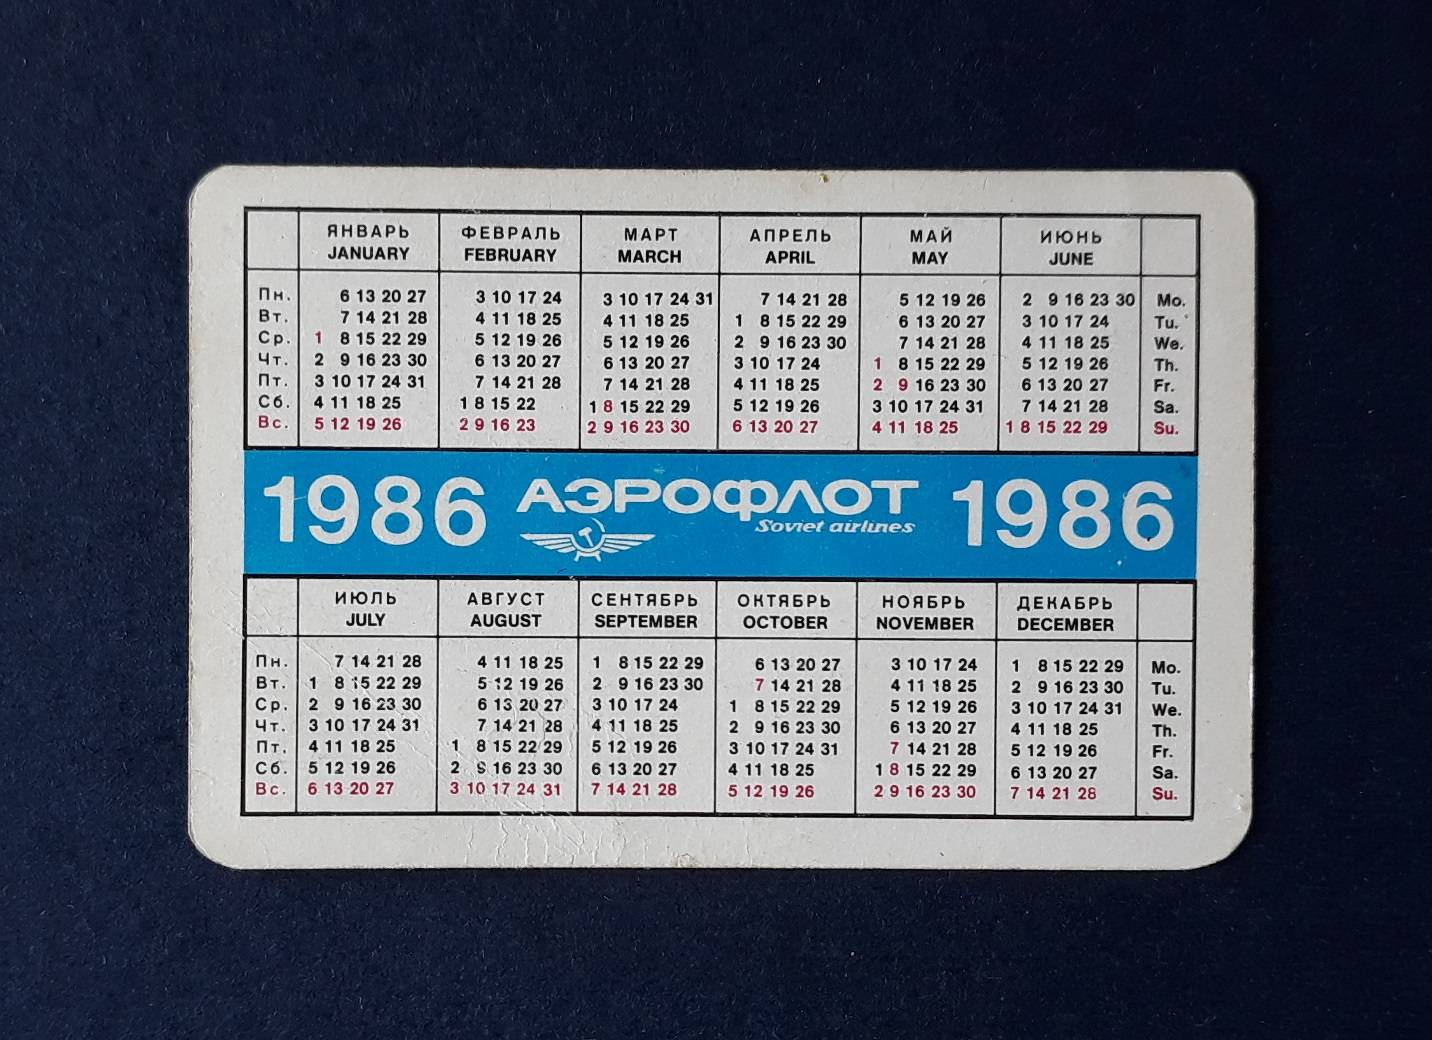 ЯНВАРЬ ФЕВРАЛЬ МАРТ АПРЕЛЬ МАЙ ИЮНЬ
JANUARY FEBRUARY MARCH APRIL MAY JUNE
Пн. 6 13 20 27 3 10 17 24 3 10 17 24 31 7 14 21 28 5 12 19 26 2 9 16 23 30 Mo.
Вт. 7 14 21 28 4 11 18 25 4 11 18 25 1 8 15 22 29 6 13 20 27 3 10 17 24 Tu.
Ср. 1 8 15 22 29 5 12 19 26 5 12 19 26 2 9 16 23 30 7 14 21 28 4 11 18 25 We.
Чт. 2 9 16 23 30 6 13 20 27 6 13 20 27 3 10 17 24 1 8 15 22 29 5 12 19 26 Th.
Пт. 3 10 17 24 31 7 14 21 28 7 14 21 28 4 11 18 25 2 9 16 23 30 6 13 20 27 Fr.
Сб. 4 11 18 25 1 8 15 22 1 8 15 22 29 5 12 19 26 3 10 17 24 31 7 14 21 28 Sa.
Вс. 5 12 19 26 2 9 16 23 2 9 16 23 30 6 13 20 27 4 11 18 25 1 8 15 22 29 Su.
1986 АЭРОФЛОТ 1986
Soviet airlines
ИЮЛЬ АВГУСТ СЕНТЯБРЬ ОКТЯБРЬ НОЯБРЬ ДЕКАБРЬ
JULY AUGUST SEPTEMBER OCTOBER NOVEMBER DECEMBER
Пн. 7 14 21 28 4 11 18 25 1 8 15 22 29 6 13 20 27 3 10 17 24 1 8 15 22 29 Mo.
Вт. 1 8 15 22 29 5 12 19 26 2 9 16 23 30 7 14 21 28 4 11 18 25 2 9 16 23 30 Tu.
Ср. 2 9 16 23 30 6 13 20 27 3 10 17 24 1 8 15 22 29 5 12 19 26 3 10 17 24 31 We.
Чт. 3 10 17 24 31 7 14 21 28 4 11 18 25 2 9 16 23 30 6 13 20 27 4 11 18 25 Th.
Пт. 4 11 18 25 1 8 15 22 29 5 12 19 26 3 10 17 24 31 7 14 21 28 5 12 19 26 Fr.
Сб. 5 12 19 26 2 9 16 23 30 6 13 20 27 4 11 18 25 1 8 15 22 29 6 13 20 27 Sa.
Вс. 6 13 20 27 3 10 17 24 31 7 14 21 28 5 12 19 26 2 9 16 23 30 7 14 21 28 Su.